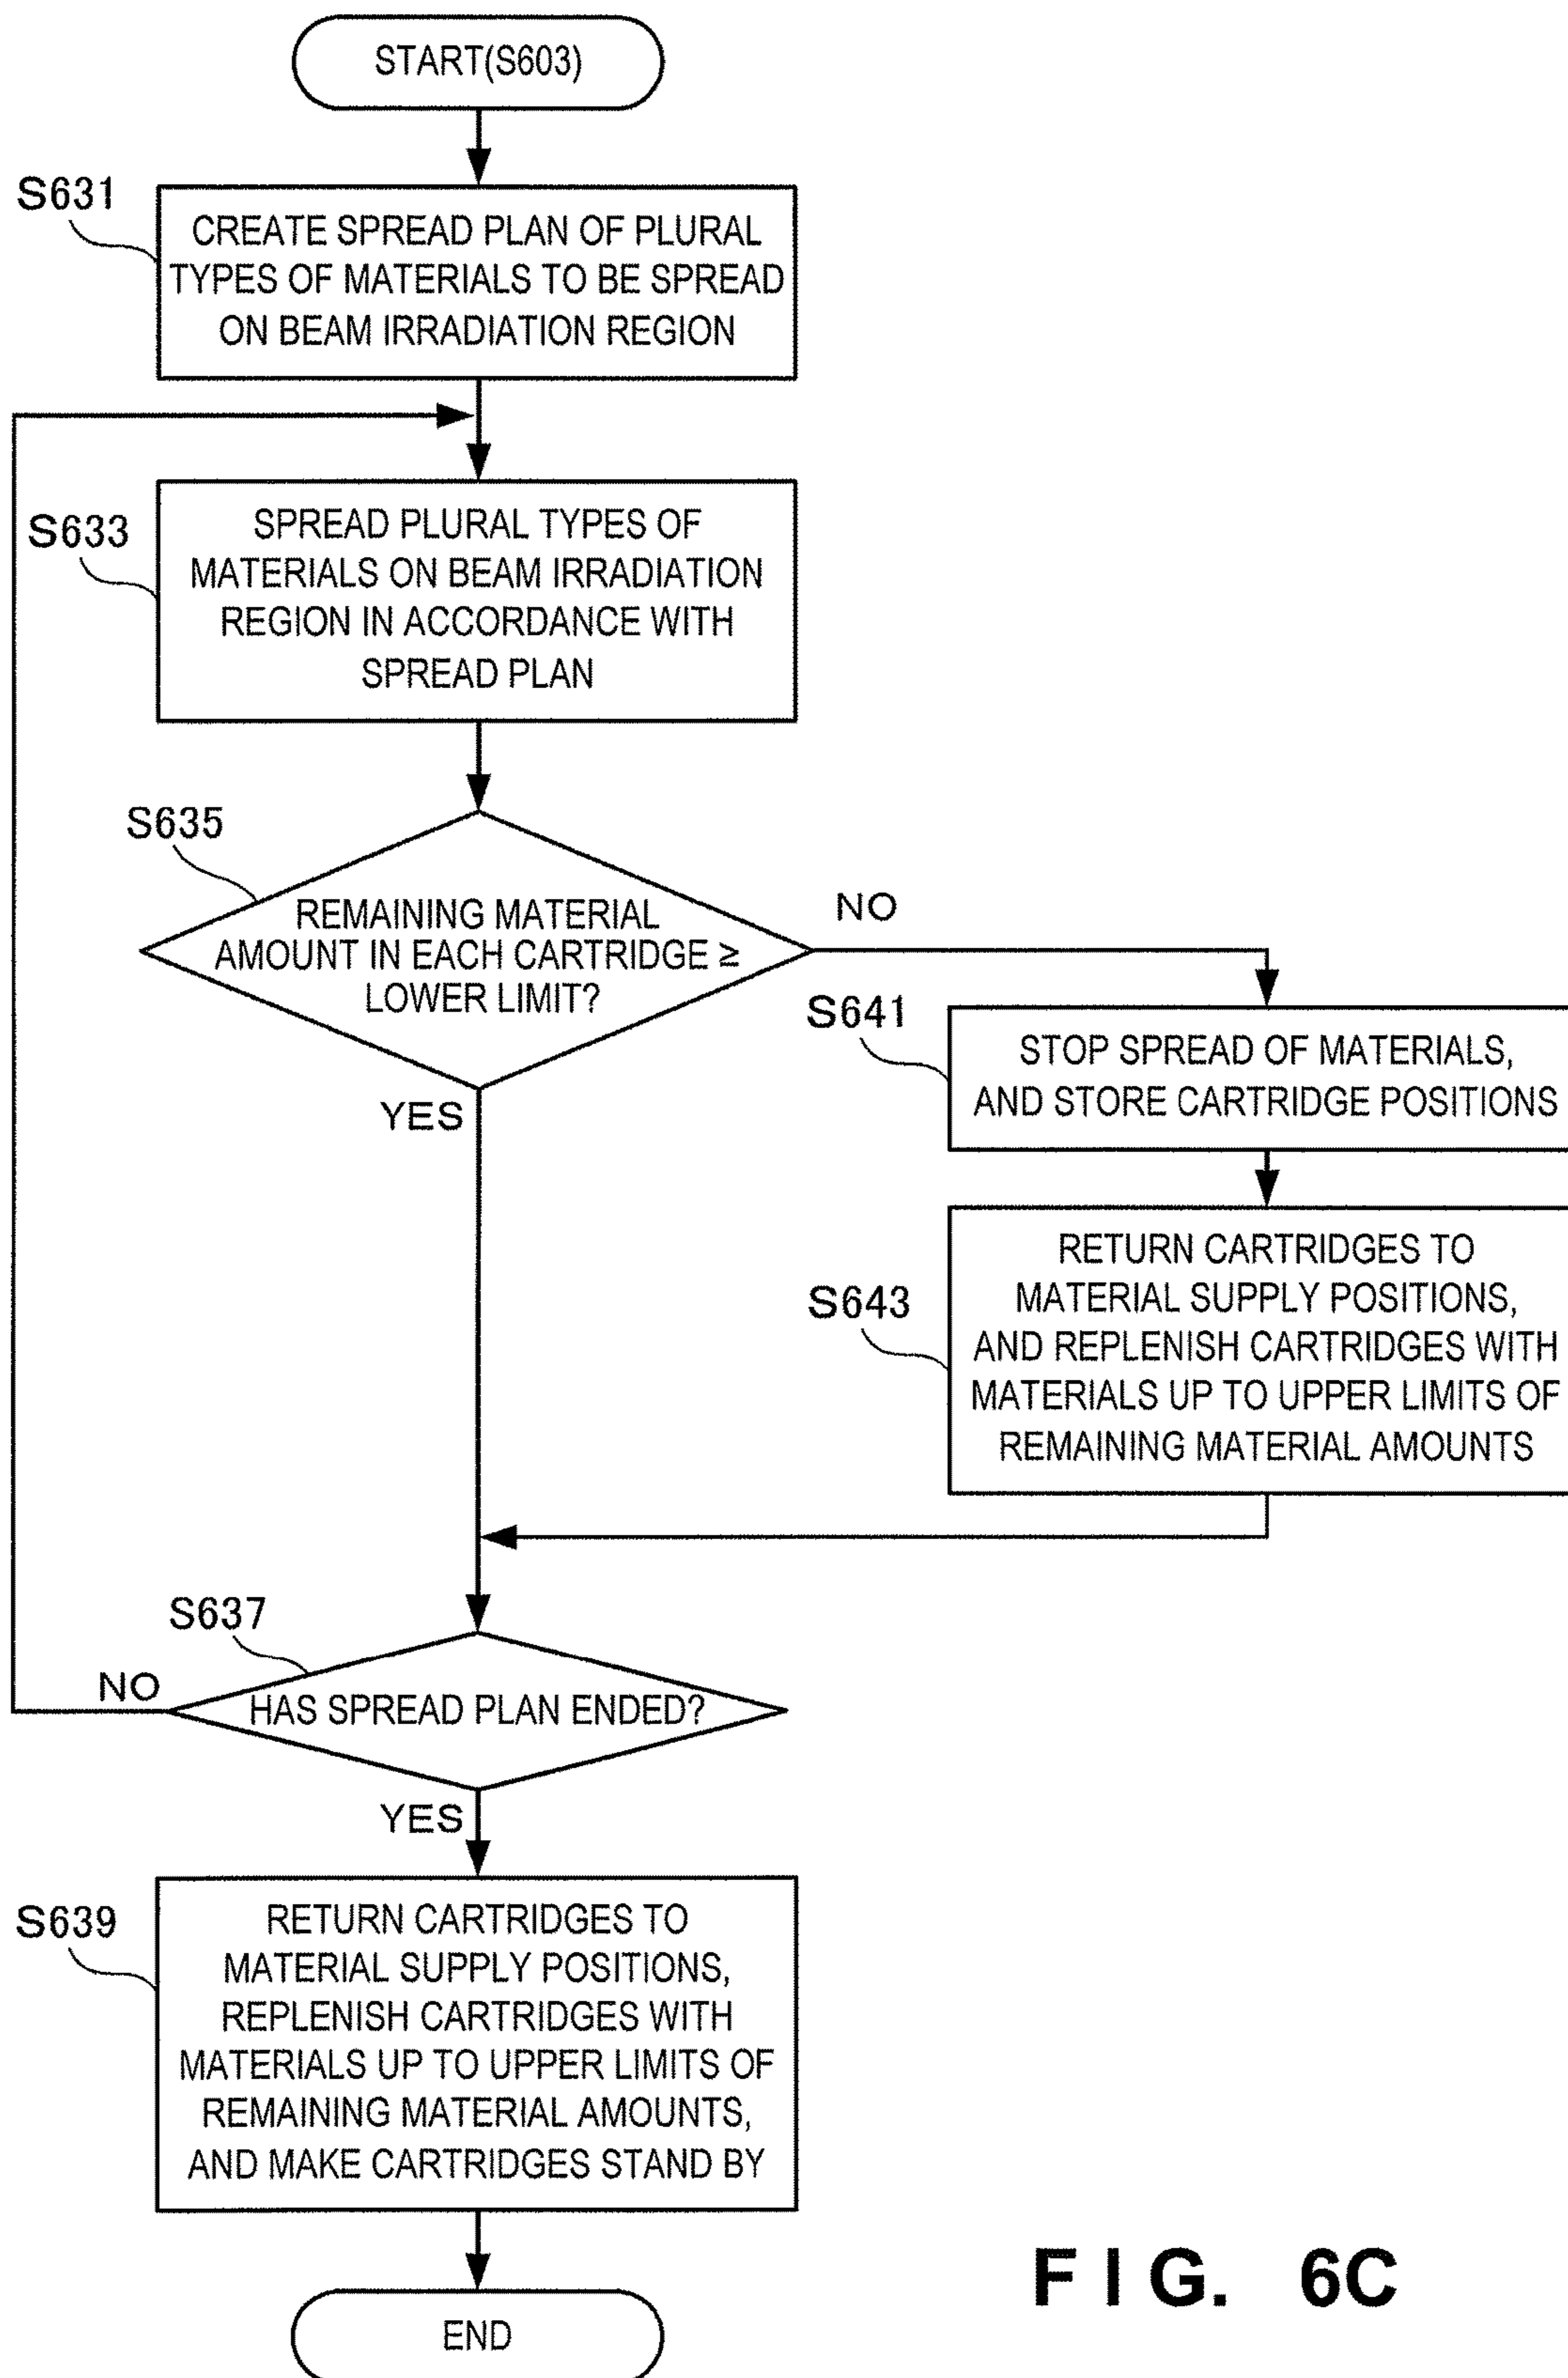 START(S603)
S631
CREATE SPREAD PLAN OF PLURAL
TYPES OF MATERIALS TO BE SPREAD
ON BEAM IRRADIATION REGION
S633
SPREAD PLURAL TYPES OF
MATERIALS ON BEAM IRRADIATION
REGION IN ACCORDANCE WITH
SPREAD PLAN
S635
REMAINING MATERIAL
AMOUNT IN EACH CARTRIDGE ≥
LOWER LIMIT?
NO
YES
S641
STOP SPREAD OF MATERIALS,
AND STORE CARTRIDGE POSITIONS
S643
RETURN CARTRIDGES TO
MATERIAL SUPPLY POSITIONS,
AND REPLENISH CARTRIDGES WITH
MATERIALS UP TO UPPER LIMITS OF
REMAINING MATERIAL AMOUNTS
S637
NO
HAS SPREAD PLAN ENDED?
YES
S639
RETURN CARTRIDGES TO
MATERIAL SUPPLY POSITIONS,
REPLENISH CARTRIDGES WITH
MATERIALS UP TO UPPER LIMITS OF
REMAINING MATERIAL AMOUNTS,
AND MAKE CARTRIDGES STAND BY
END
FIG. 6C